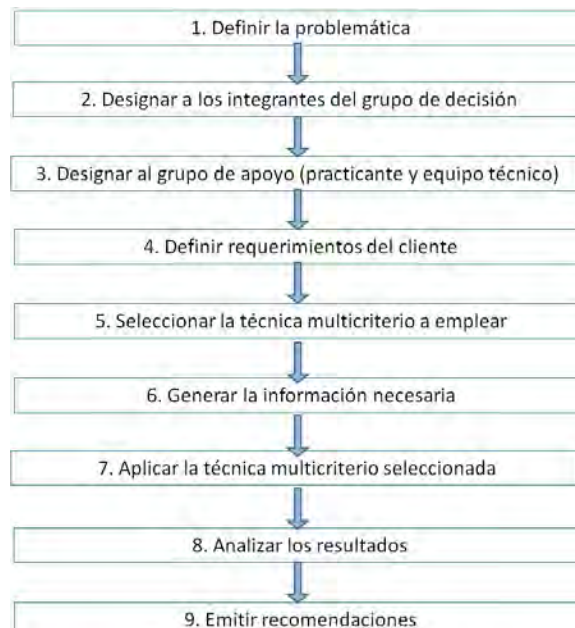 1. Definir la problemática
2. Designar a los integrantes del grupo de decisión
3. Designar al grupo de apoyo (practicante y equipo técnico)
4. Definir requerimientos del cliente
5. Seleccionar la técnica multicriterio a emplear
6. Generar la información necesaria
7. Aplicar la técnica multicriterio seleccionada
8. Analizar los resultados
9. Emitir recomendaciones